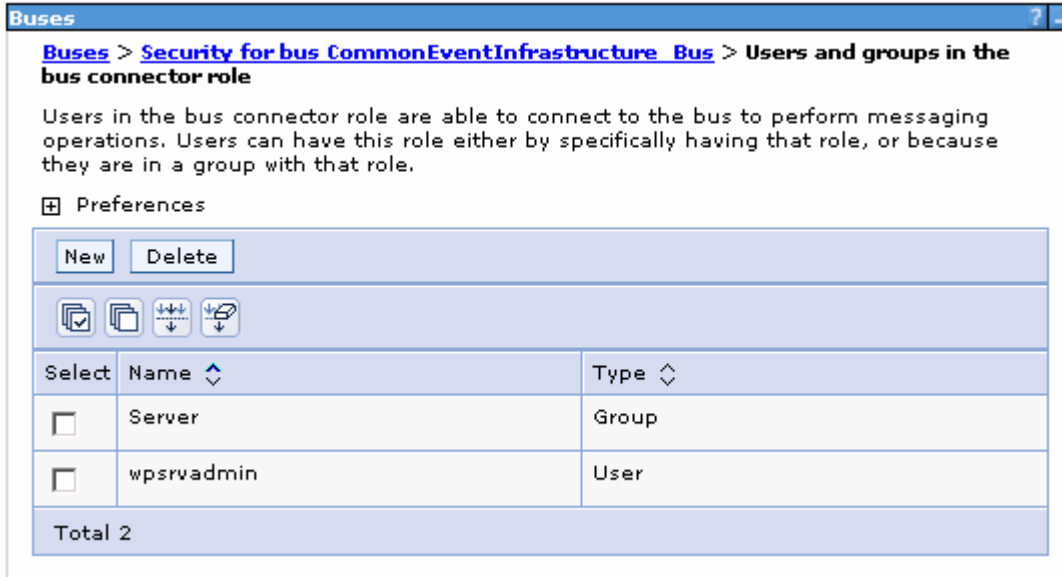 Buses
?
Buses > Security for bus CommonEventInfrastructure_Bus > Users and groups in the
bus connector role
Users in the bus connector role are able to connect to the bus to perform messaging
operations. Users can have this role either by specifically having that role, or because
they are in a group with that role.
Preferences
New Delete
Select Name Type
Server Group
wpsrvadmin User
Total 2